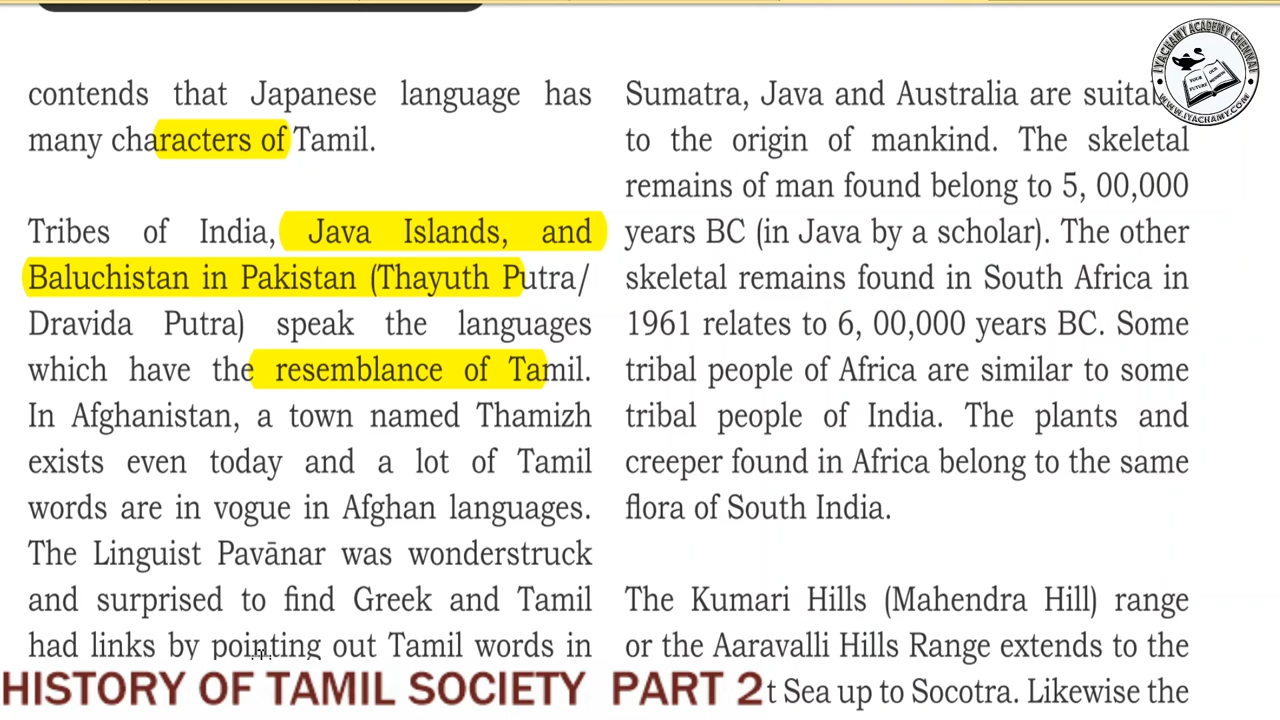 contends that Japanese language has
many characters of Tamil.
Tribes of India, Java Islands, and
Baluchistan in Pakistan (Thayuth Putra/
Dravida Putra) speak the languages
which have the resemblance of Tamil.
In Afghanistan, a town named Thamizh
exists even today and a lot of Tamil
words are in vogue in Afghan languages.
The Linguist Pavānar was wonderstruck
and surprised to find Greek and Tamil
had links by pointing out Tamil words in
Sumatra, Java and Australia are
to the origin of mankind. The skeletal
remains of man found belong to 5, 00,000
years BC (in Java by a scholar). The other
skeletal remains found in South Africa in
1961 relates to 6, 00,000 years BC. Some
tribal people of Africa are similar to some
tribal people of India. The plants and
creeper found in Africa belong to the same
flora of South India.
The Kumari Hills (Mahendra Hill) range
or the Aaravalli Hills Range extends to the
Sea up to Socotra. Likewise the
HISTORY OF TAMIL SOCIETY PART 2
IYACHAMY ACADEMY CHENNAI
YOUR FUTURE OUR MISSION
WWW.IYACHAMY.COM